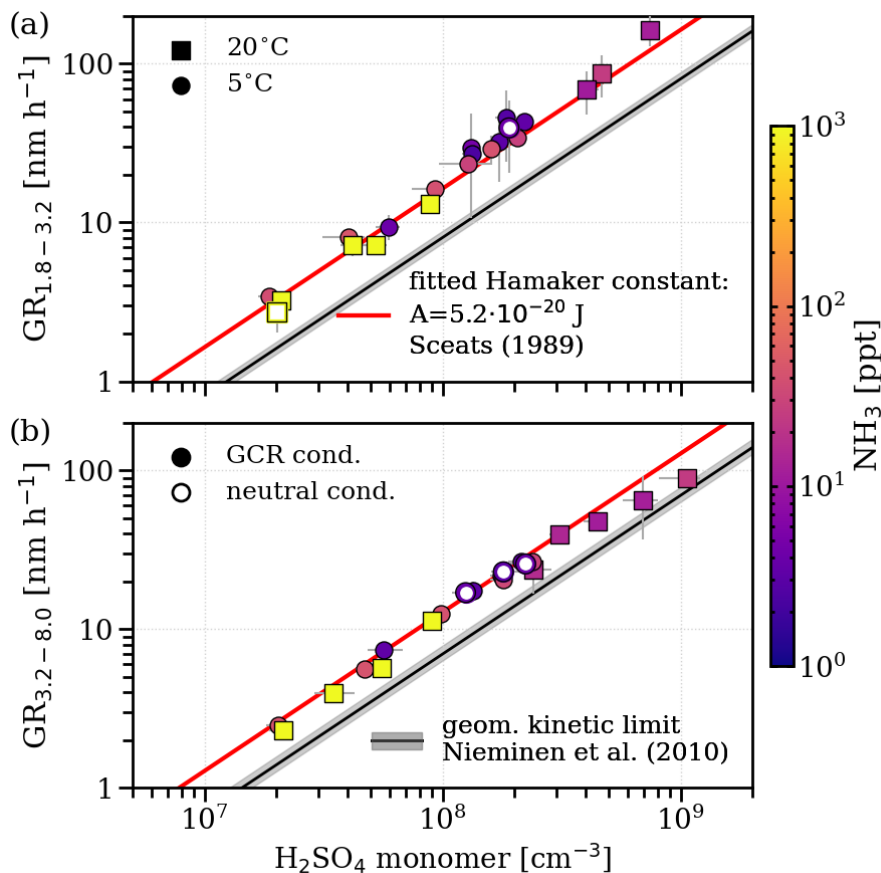 (a)
20°C
5°C
100
10
1
GR₁.₈₋₃.₂ [nm h⁻¹]
fitted Hamaker constant:
A=5.2·10⁻²⁰ J
Sceats (1989)
(b)
GCR cond.
neutral cond.
100
10
1
GR₃.₂₋₈.₀ [nm h⁻¹]
geom. kinetic limit
Nieminen et al. (2010)
10⁷ 10⁸ 10⁹
H₂SO₄ monomer [cm⁻³]
10³
10²
10¹
10⁰
NH₃ [ppt]